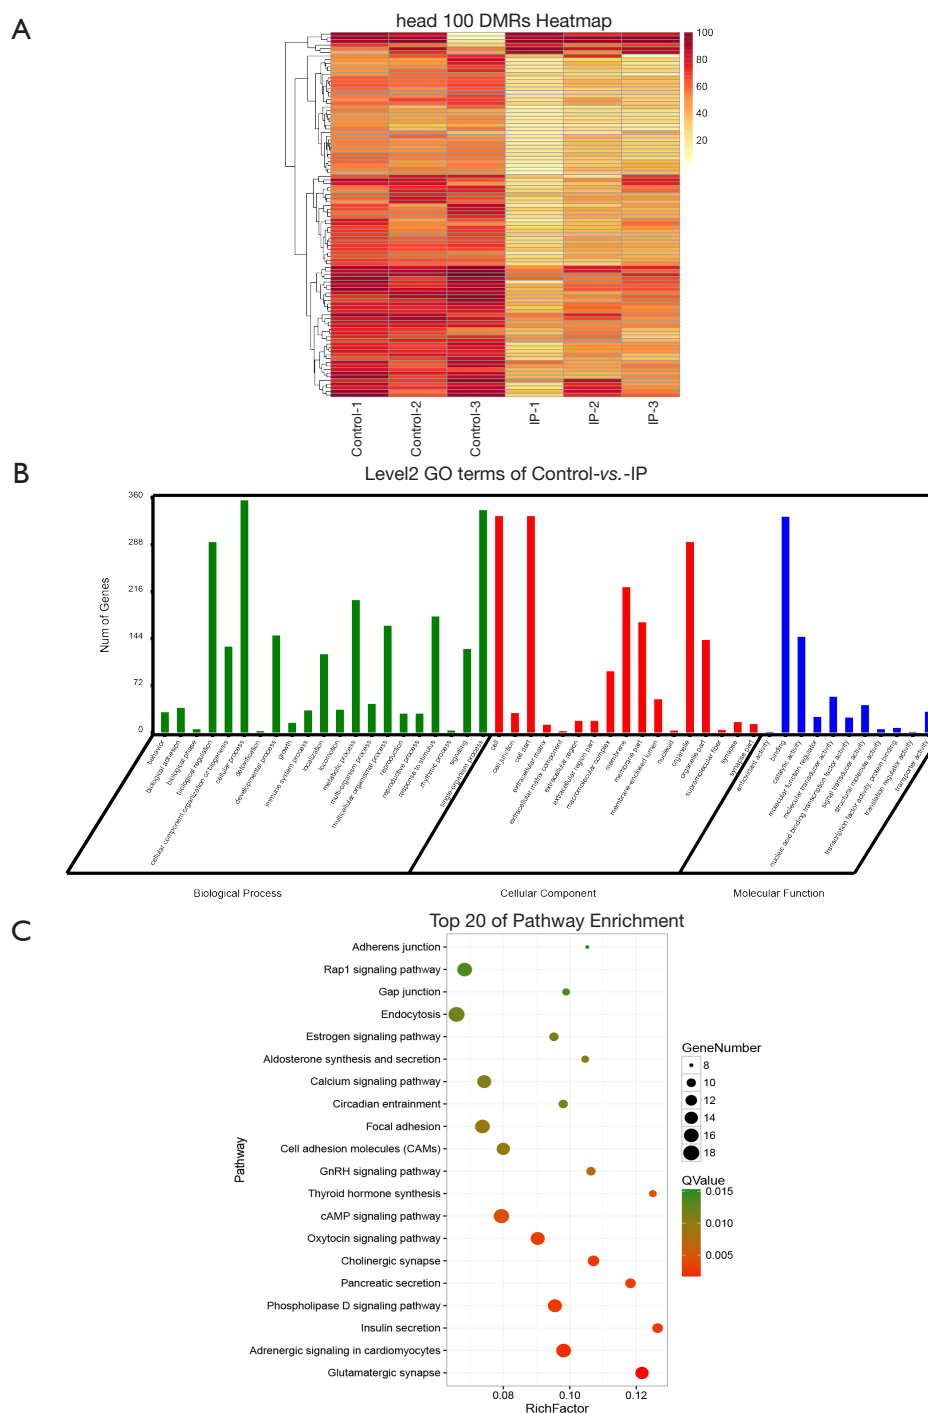 A
head 100 DMRs Heatmap
100
80
60
40
20
Control-1
Control-2
Control-3
IP-1
IP-2
IP-3
B
Level2 GO terms of Control-vs.-IP
360
288
216
144
72
0
Num of Genes
behavior
biological adhesion
biological phase
biological regulation
cellular component organization or biogenesis
cellular process
detoxification
developmental process
growth
immune system process
localization
locomotion
metabolic process
multi-organism process
multicellular organismal process
reproduction
reproductive process
response to stimulus
rhythmic process
signaling
single-organism process
cell
cell junction
cell part
extracellular matrix
extracellular matrix component
extracellular region
extracellular region part
macromolecular complex
membrane
membrane part
membrane-enclosed lumen
nucleoid
organelle
organelle part
supramolecular fiber
synapse
synapse part
antioxidant activity
binding
catalytic activity
molecular function regulator
molecular transducer activity
nucleic acid binding transcription factor activity
signal transducer activity
structural molecule activity
transcription factor activity, protein binding
translation regulator activity
transporter activity
Biological Process
Cellular Component
Molecular Function
C
Top 20 of Pathway Enrichment
Pathway
Adherens junction
Rap1 signaling pathway
Gap junction
Endocytosis
Estrogen signaling pathway
Aldosterone synthesis and secretion
Calcium signaling pathway
Circadian entrainment
Focal adhesion
Cell adhesion molecules (CAMs)
GnRH signaling pathway
Thyroid hormone synthesis
cAMP signaling pathway
Oxytocin signaling pathway
Cholinergic synapse
Pancreatic secretion
Phospholipase D signaling pathway
Insulin secretion
Adrenergic signaling in cardiomyocytes
Glutamatergic synapse
0.08
0.10
0.12
RichFactor
GeneNumber
8
10
12
14
16
18
QValue
0.015
0.010
0.005